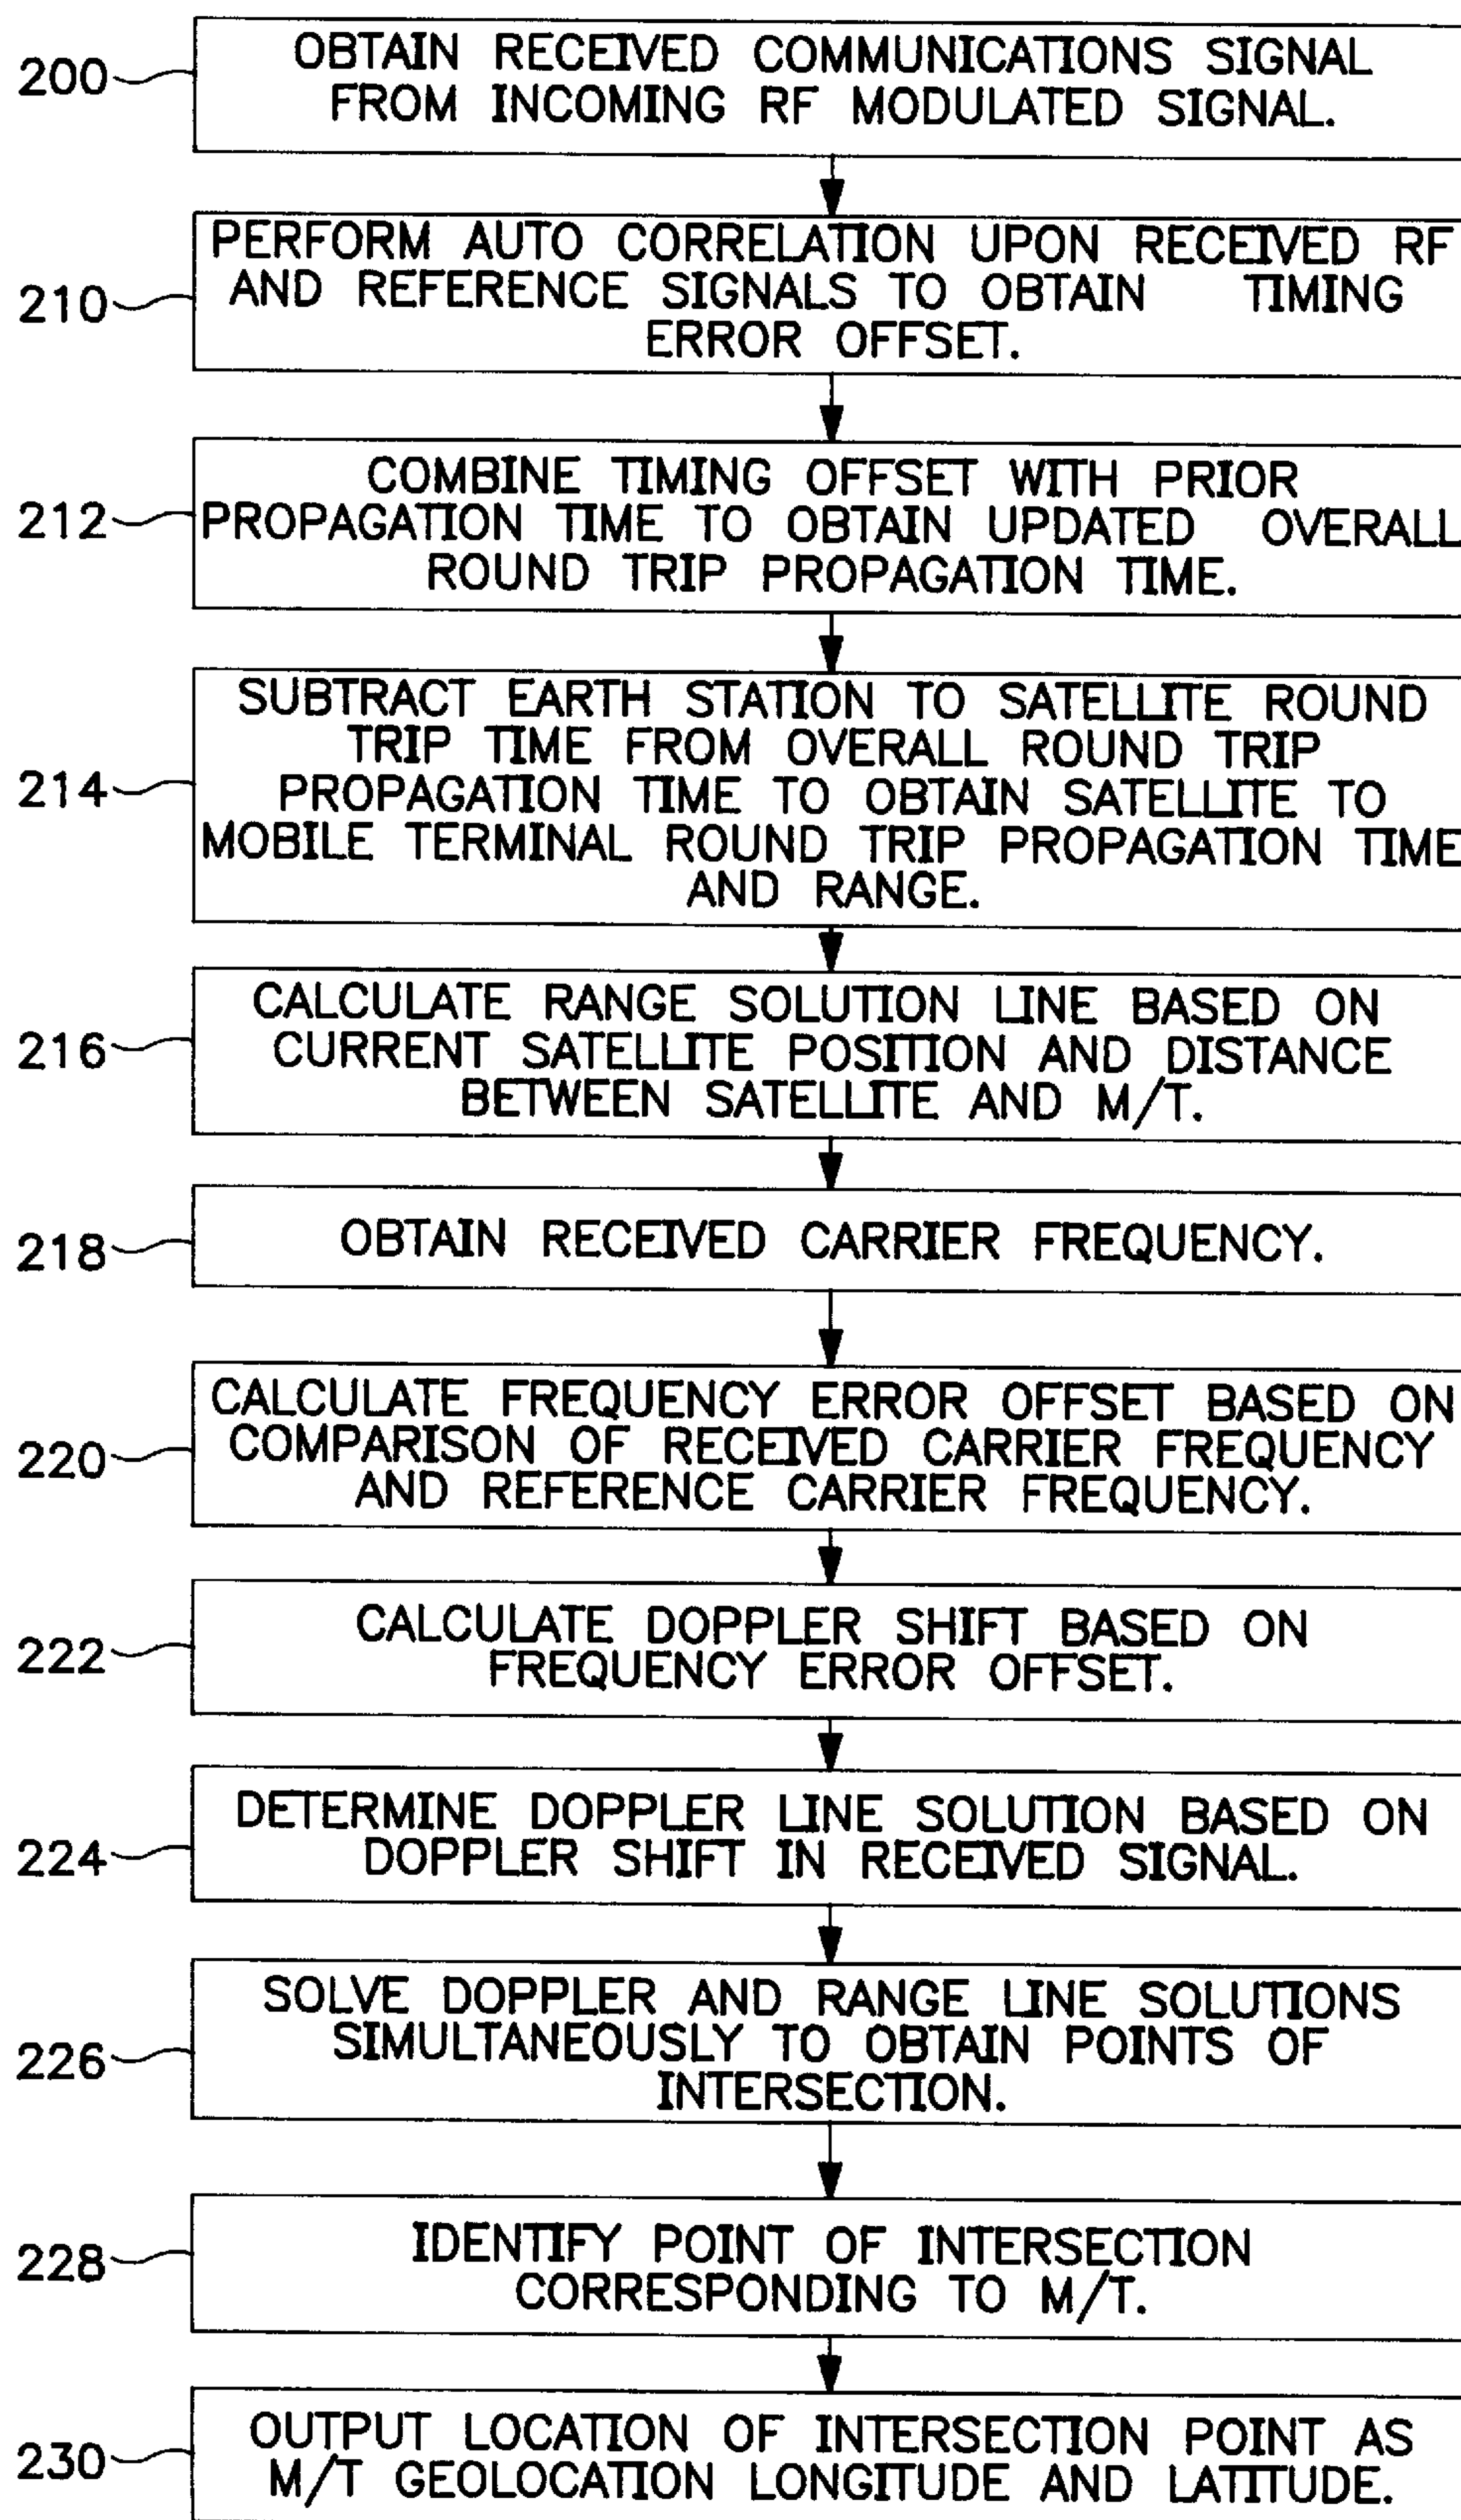 200
OBTAIN RECEIVED COMMUNICATIONS SIGNAL
FROM INCOMING RF MODULATED SIGNAL.
210
PERFORM AUTO CORRELATION UPON RECEIVED RF
AND REFERENCE SIGNALS TO OBTAIN TIMING
ERROR OFFSET.
212
COMBINE TIMING OFFSET WITH PRIOR
PROPAGATION TIME TO OBTAIN UPDATED OVERALL
ROUND TRIP PROPAGATION TIME.
214
SUBTRACT EARTH STATION TO SATELLITE ROUND
TRIP TIME FROM OVERALL ROUND TRIP
PROPAGATION TIME TO OBTAIN SATELLITE TO
MOBILE TERMINAL ROUND TRIP PROPAGATION TIME
AND RANGE.
216
CALCULATE RANGE SOLUTION LINE BASED ON
CURRENT SATELLITE POSITION AND DISTANCE
BETWEEN SATELLITE AND M/T.
218
OBTAIN RECEIVED CARRIER FREQUENCY.
220
CALCULATE FREQUENCY ERROR OFFSET BASED ON
COMPARISON OF RECEIVED CARRIER FREQUENCY
AND REFERENCE CARRIER FREQUENCY.
222
CALCULATE DOPPLER SHIFT BASED ON
FREQUENCY ERROR OFFSET.
224
DETERMINE DOPPLER LINE SOLUTION BASED ON
DOPPLER SHIFT IN RECEIVED SIGNAL.
226
SOLVE DOPPLER AND RANGE LINE SOLUTIONS
SIMULTANEOUSLY TO OBTAIN POINTS OF
INTERSECTION.
228
IDENTIFY POINT OF INTERSECTION
CORRESPONDING TO M/T.
230
OUTPUT LOCATION OF INTERSECTION POINT AS
M/T GEOLOCATION LONGITUDE AND LATITUDE.